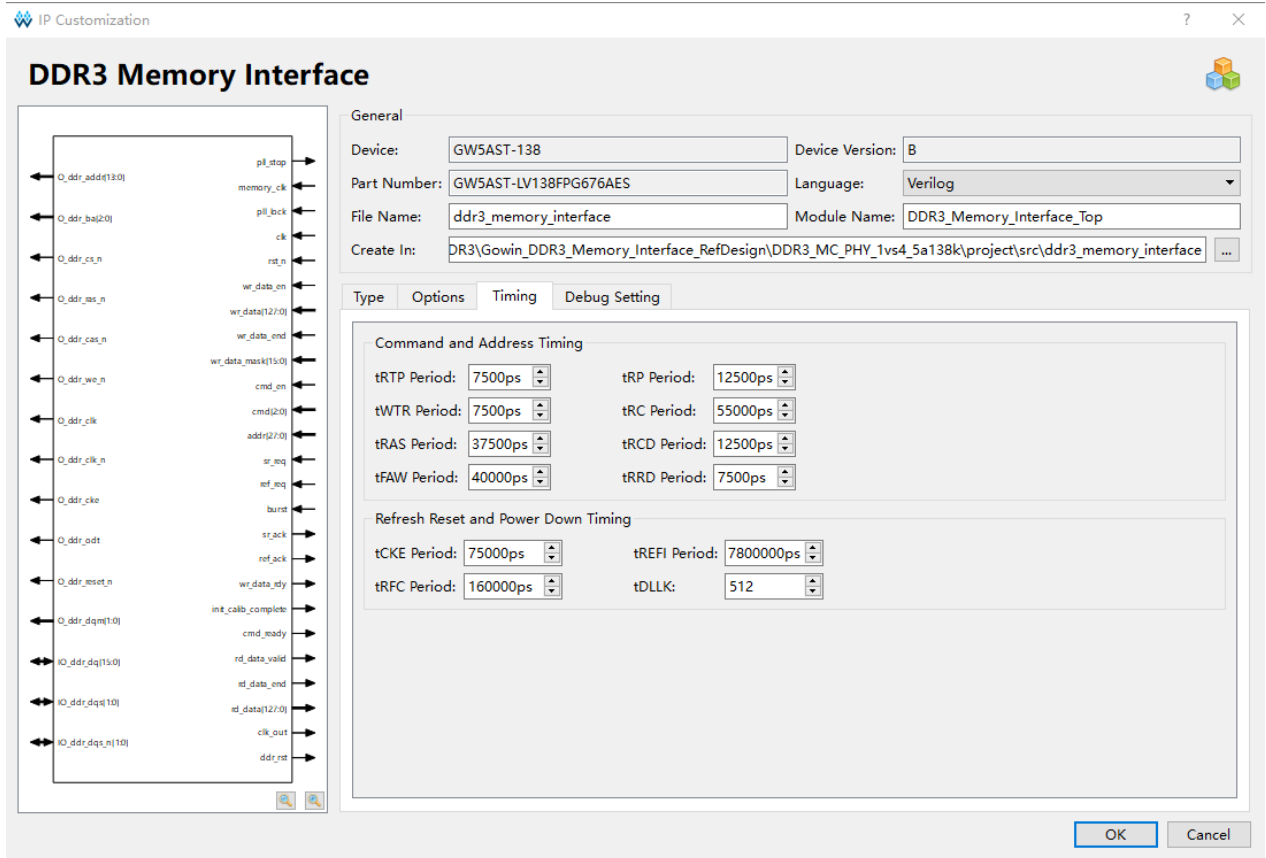 IP Customization
DDR3 Memory Interface
pll_stop
O_ddr_addr(13:0)
memory_clk
pll_lock
O_ddr_ba(2:0)
clk
O_ddr_cs_n
rst_n
wr_data_en
O_ddr_ras_n
wr_data(127:0)
wr_data_end
O_ddr_cas_n
wr_data_mask(15:0)
O_ddr_we_n
cmd_en
cmd(2:0)
O_ddr_clk
addr(27:0)
O_ddr_clk_n
sr_req
ref_req
O_ddr_cke
burst
sr_ack
O_ddr_odt
ref_ack
O_ddr_reset_n
wr_data_rdy
init_calib_complete
O_ddr_dqm(1:0)
cmd_ready
IO_ddr_dq(15:0)
rd_data_valid
rd_data_end
IO_ddr_dqs(1:0)
rd_data(127:0)
clk_out
IO_ddr_dqs_n(1:0)
ddr_rst
General
Device: GW5AST-138 Device Version: B
Part Number: GW5AST-LV138FPG676AES Language: Verilog
File Name: ddr3_memory_interface Module Name: DDR3_Memory_Interface_Top
Create In: DR3\Gowin_DDR3_Memory_Interface_RefDesign\DDR3_MC_PHY_1vs4_5a138k\project\src\ddr3_memory_interface ...
Type Options Timing Debug Setting
Command and Address Timing
tRTP Period: 7500ps tRP Period: 12500ps
tWTR Period: 7500ps tRC Period: 55000ps
tRAS Period: 37500ps tRCD Period: 12500ps
tFAW Period: 40000ps tRRD Period: 7500ps
Refresh Reset and Power Down Timing
tCKE Period: 75000ps tREFI Period: 7800000ps
tRFC Period: 160000ps tDLLK: 512
OK Cancel